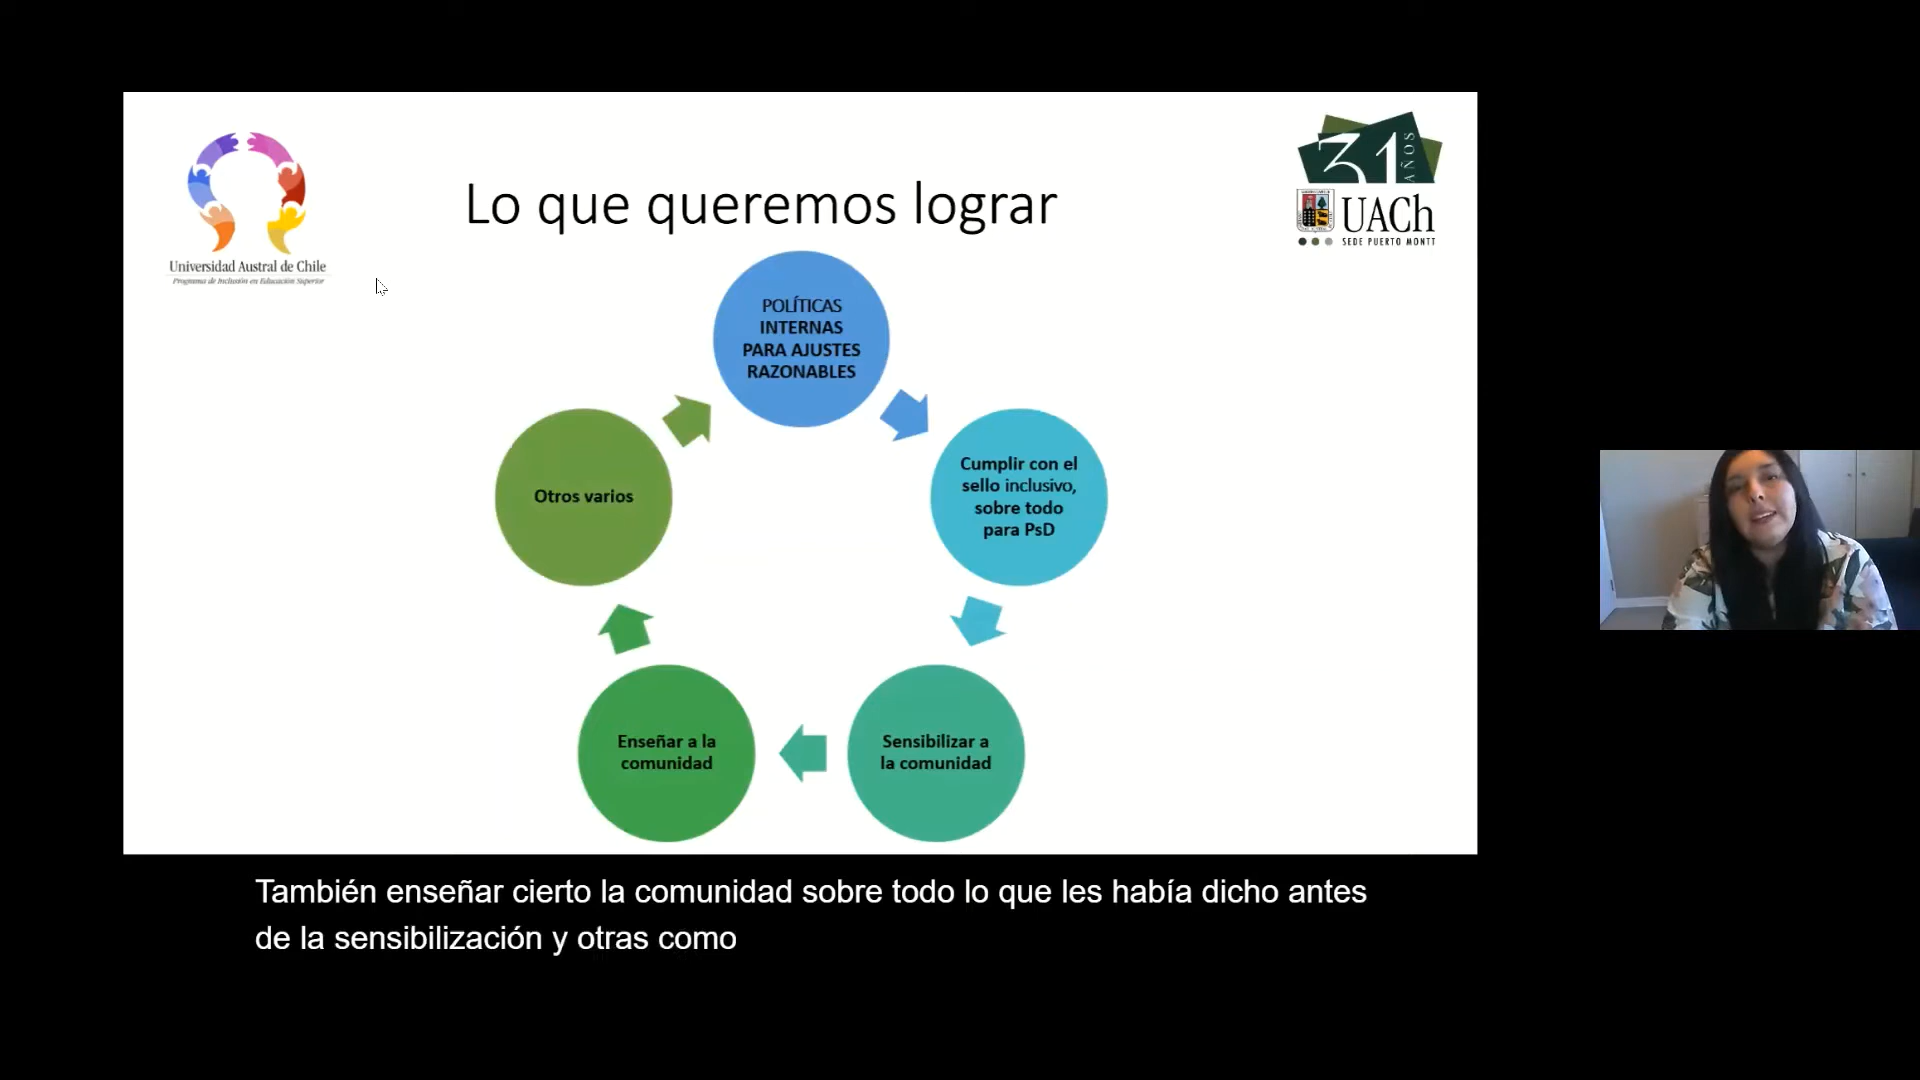 31
AÑOS
UACh
SEDE PUERTO MONTT
Universidad Austral de Chile
Programa de Inclusión en Educación Superior
Lo que queremos lograr
POLÍTICAS
INTERNAS
PARA AJUSTES
RAZONABLES
Cumplir con el
sello inclusivo,
sobre todo
para PsD
Sensibilizar a
la comunidad
Enseñar a la
comunidad
Otros varios
También enseñar cierto la comunidad sobre todo lo que les había dicho antes
de la sensibilización y otras como